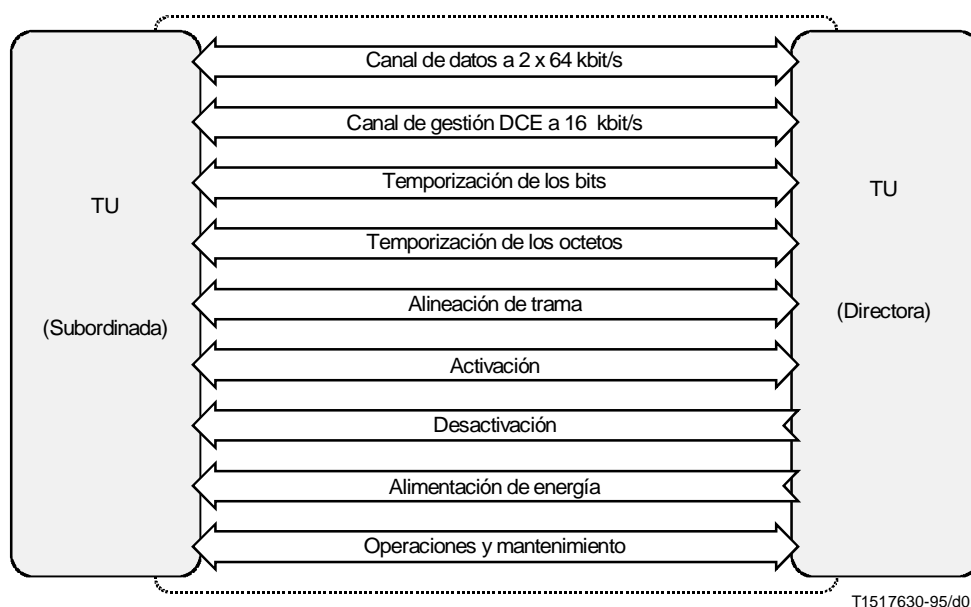 Canal de datos a 2 x 64 kbit/s
Canal de gestión DCE a 16 kbit/s
Temporización de los bits
TU
TU
Temporización de los octetos
Alineación de trama
(Subordinada)
(Directora)
Activación
Desactivación
Alimentación de energía
Operaciones y mantenimiento
T1517630-95/d0